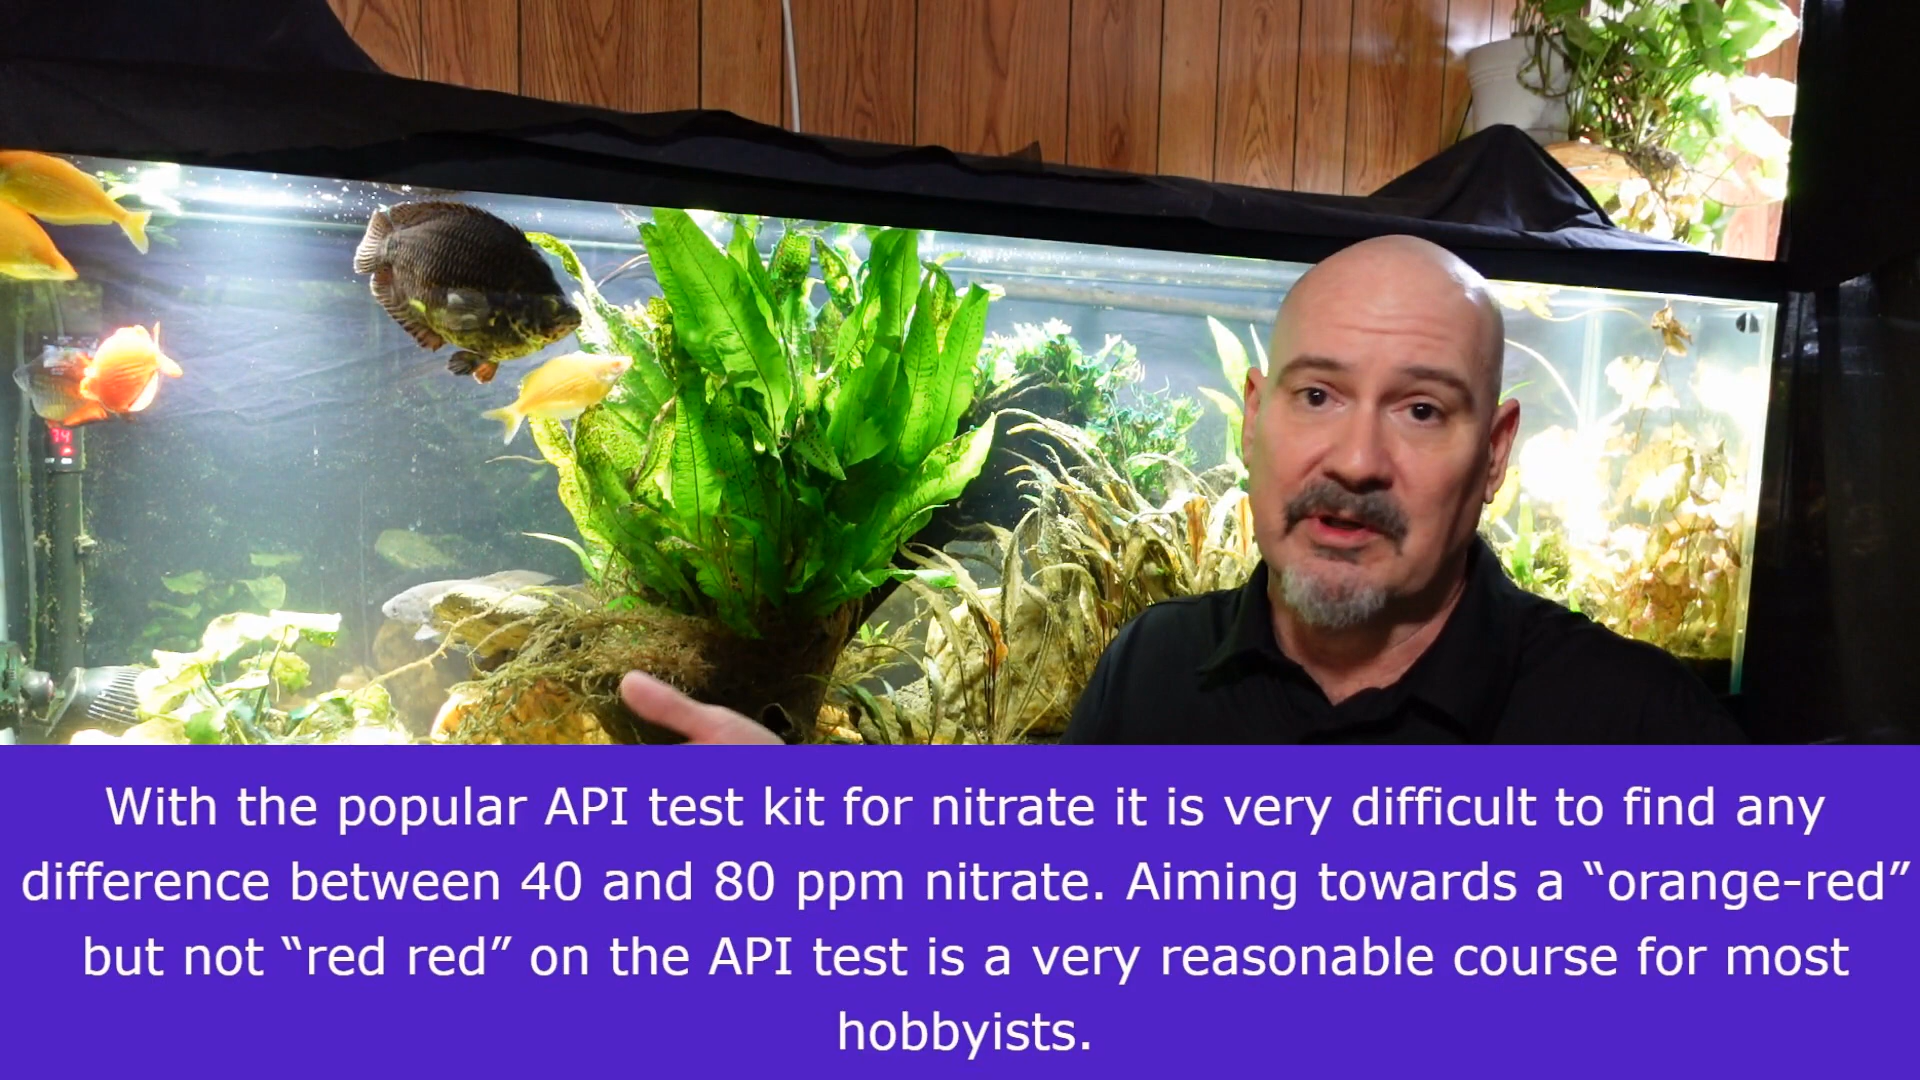 74
With the popular API test kit for nitrate it is very difficult to find any
difference between 40 and 80 ppm nitrate. Aiming towards a “orange-red”
but not “red red” on the API test is a very reasonable course for most
hobbyists.